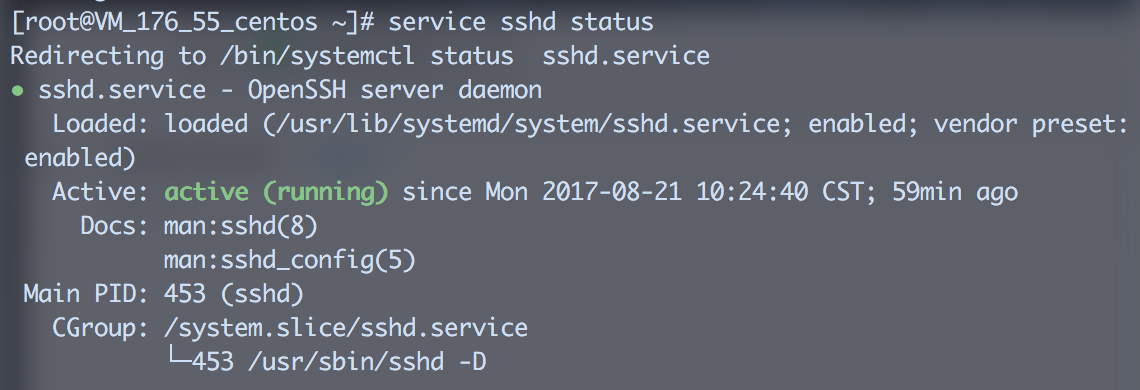 [root@VM_176_55_centos ~]# service sshd status
Redirecting to /bin/systemctl status  sshd.service
● sshd.service - OpenSSH server daemon
   Loaded: loaded (/usr/lib/systemd/system/sshd.service; enabled; vendor preset:
 enabled)
   Active: active (running) since Mon 2017-08-21 10:24:40 CST; 59min ago
     Docs: man:sshd(8)
           man:sshd_config(5)
 Main PID: 453 (sshd)
   CGroup: /system.slice/sshd.service
           └─453 /usr/sbin/sshd -D